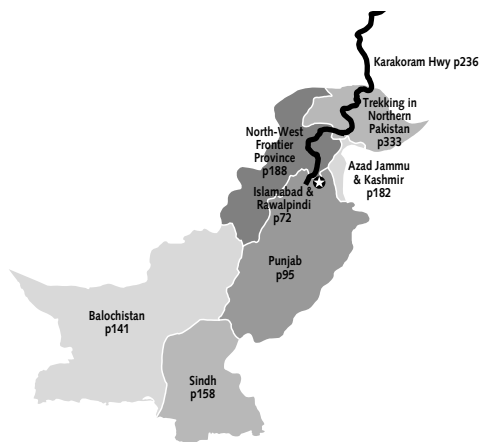 Karakoram Hwy p236
Trekking in
Northern
Pakistan
p333
North-West
Frontier
Province
p188
Azad Jammu
& Kashmir
p182
Islamabad &
Rawalpindi
p72
Punjab
p95
Balochistan
p141
Sindh
p158